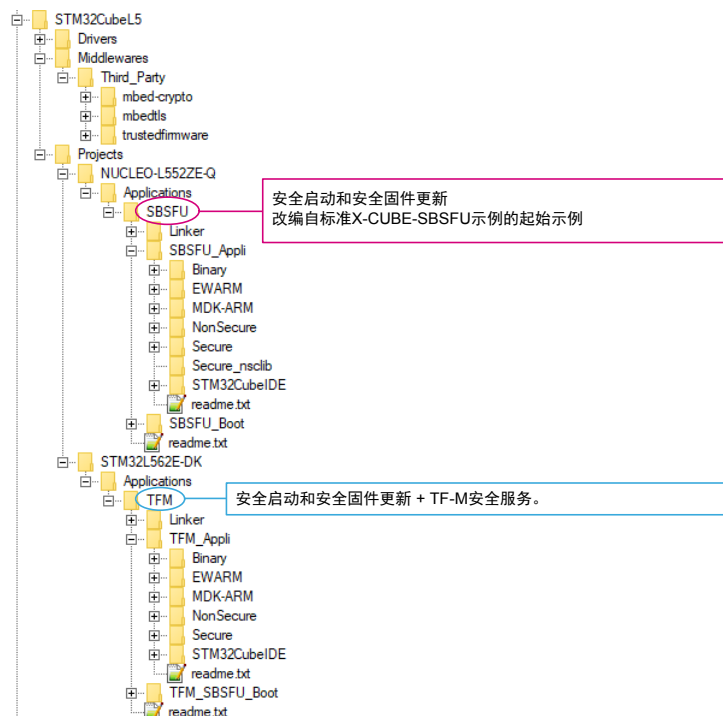 STM32CubeL5
Drivers
Middlewares
Third_Party
mbed-crypto
mbedtls
trustedfirmware
Projects
NUCLEO-L552ZE-Q
Applications
SBSFU
安全启动和安全固件更新
改编自标准X-CUBE-SBSFU示例的起始示例
Linker
SBSFU_Appli
Binary
EWARM
MDK-ARM
NonSecure
Secure
Secure_nsclib
STM32CubeIDE
readme.txt
SBSFU_Boot
readme.txt
STM32L562E-DK
Applications
TFM
安全启动和安全固件更新 + TF-M安全服务。
Linker
TFM_Appli
Binary
EWARM
MDK-ARM
NonSecure
Secure
STM32CubeIDE
readme.txt
TFM_SBSFU_Boot
readme.txt